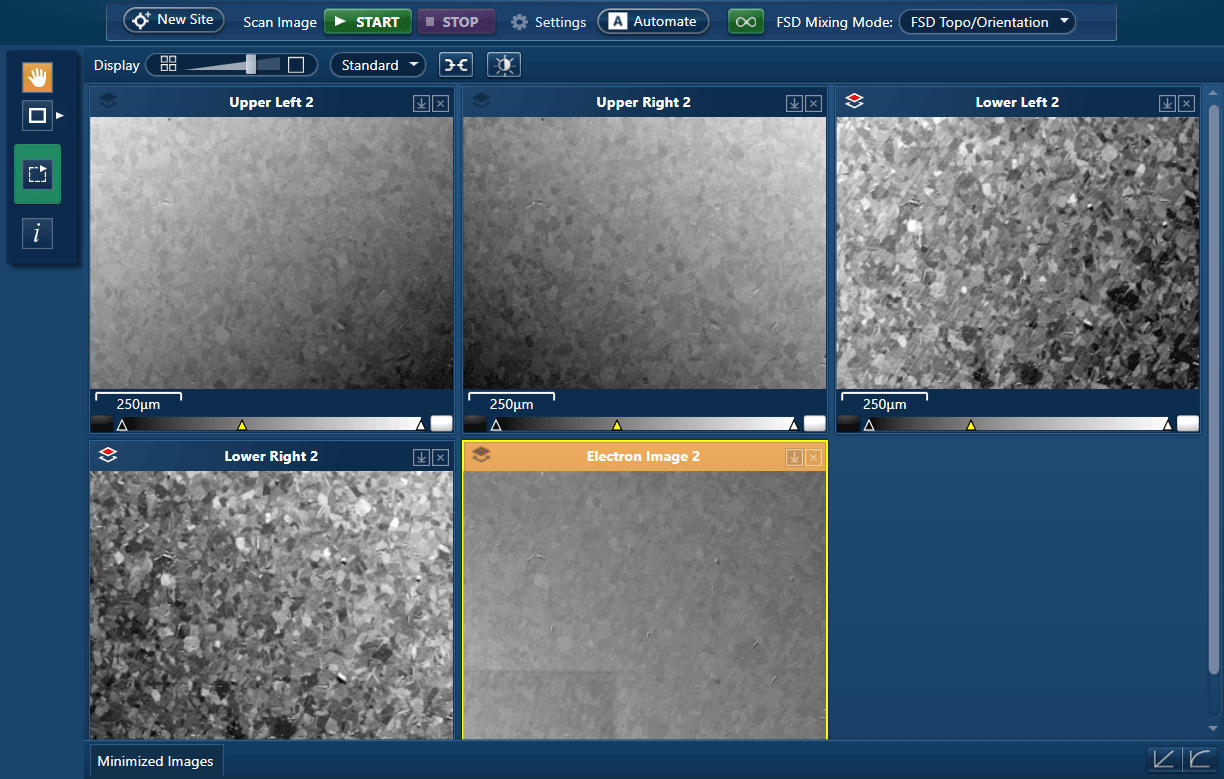 New Site Scan Image START STOP Settings A Automate FSD Mixing Mode: FSD Topo/Orientation
Display Standard
Upper Left 2 Upper Right 2 Lower Left 2
i
250μm 250μm 250μm
Lower Right 2 Electron Image 2
Minimized Images